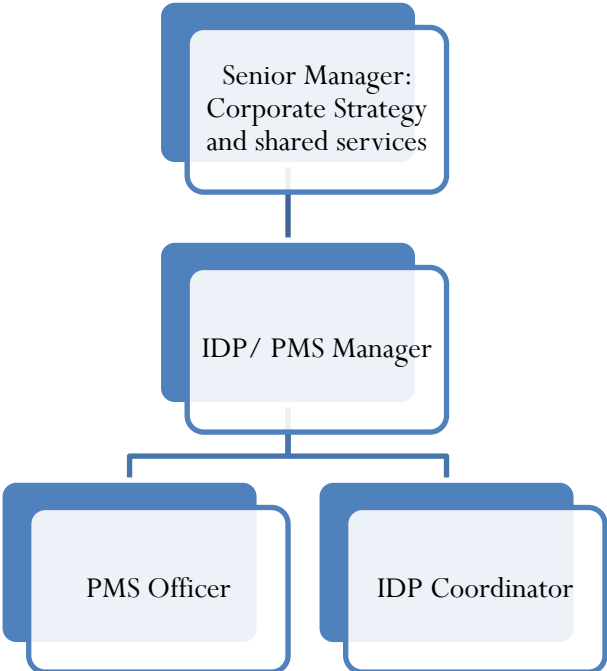 Senior Manager:
Corporate Strategy
and shared services
IDP/ PMS Manager
PMS Officer
IDP Coordinator